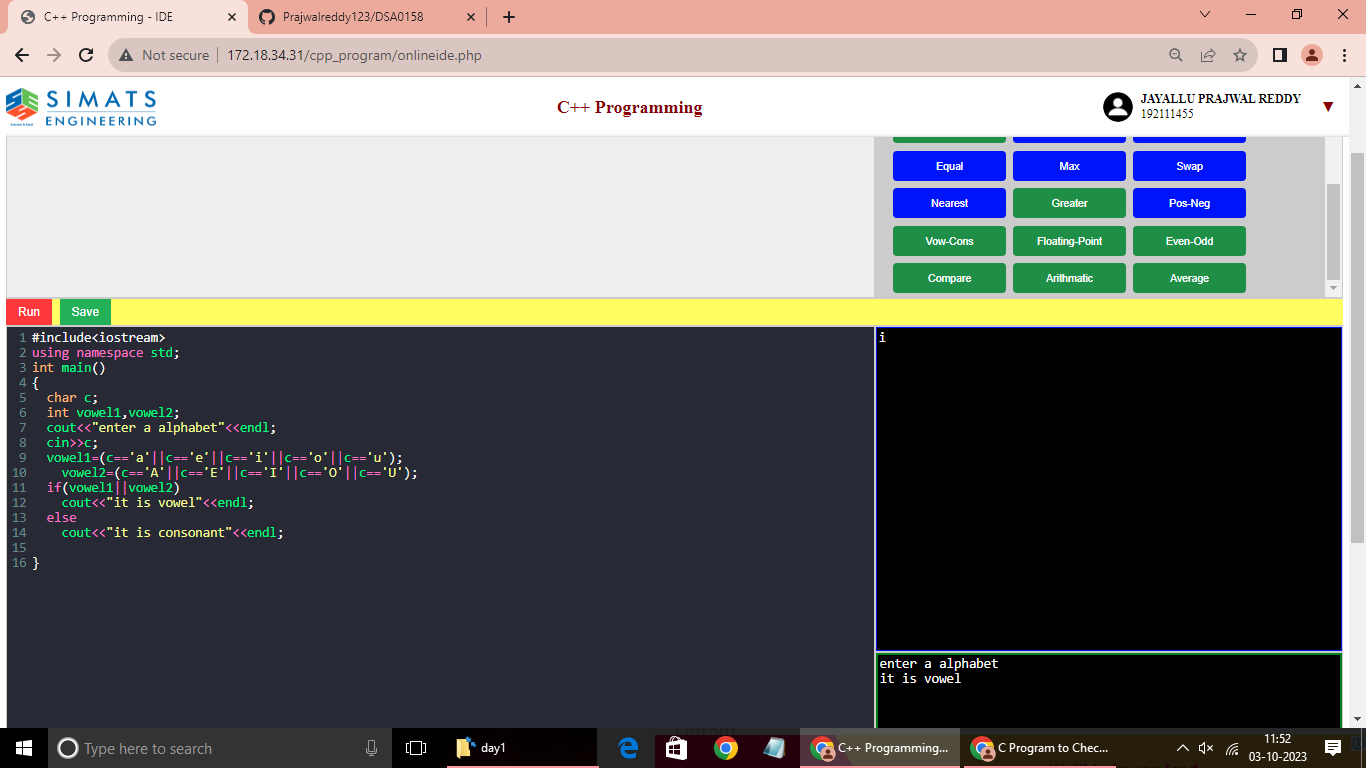 C++ Programming - IDE
Prajwalreddy123/DSA0158
Not secure
172.18.34.31/cpp_program/onlineide.php
SIMATS
ENGINEERING
C++ Programming
JAYALLU PRAJWAL REDDY
192111455
Equal Max Swap
Nearest Greater Pos-Neg
Vow-Cons Floating-Point Even-Odd
Compare Arithmatic Average
Run Save
1 #include<iostream>
2 using namespace std;
3 int main()
4 {
5 char c;
6 int vowel1,vowel2;
7 cout<<"enter a alphabet"<<endl;
8 cin>>c;
9 vowel1=(c=='a'||c=='e'||c=='i'||c=='o'||c=='u');
10 vowel2=(c=='A'||c=='E'||c=='I'||c=='O'||c=='U');
11 if(vowel1||vowel2)
12 cout<<"it is vowel"<<endl;
13 else
14 cout<<"it is consonant"<<endl;
15
16 }
i
enter a alphabet
it is vowel
Type here to search
day1
C++ Programming...
C Program to Chec...
11:52
03-10-2023